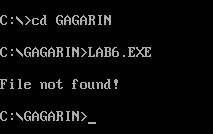 C:\>cd GAGARIN
C:\GAGARIN>LAB6.EXE
File not found!
C:\GAGARIN>_